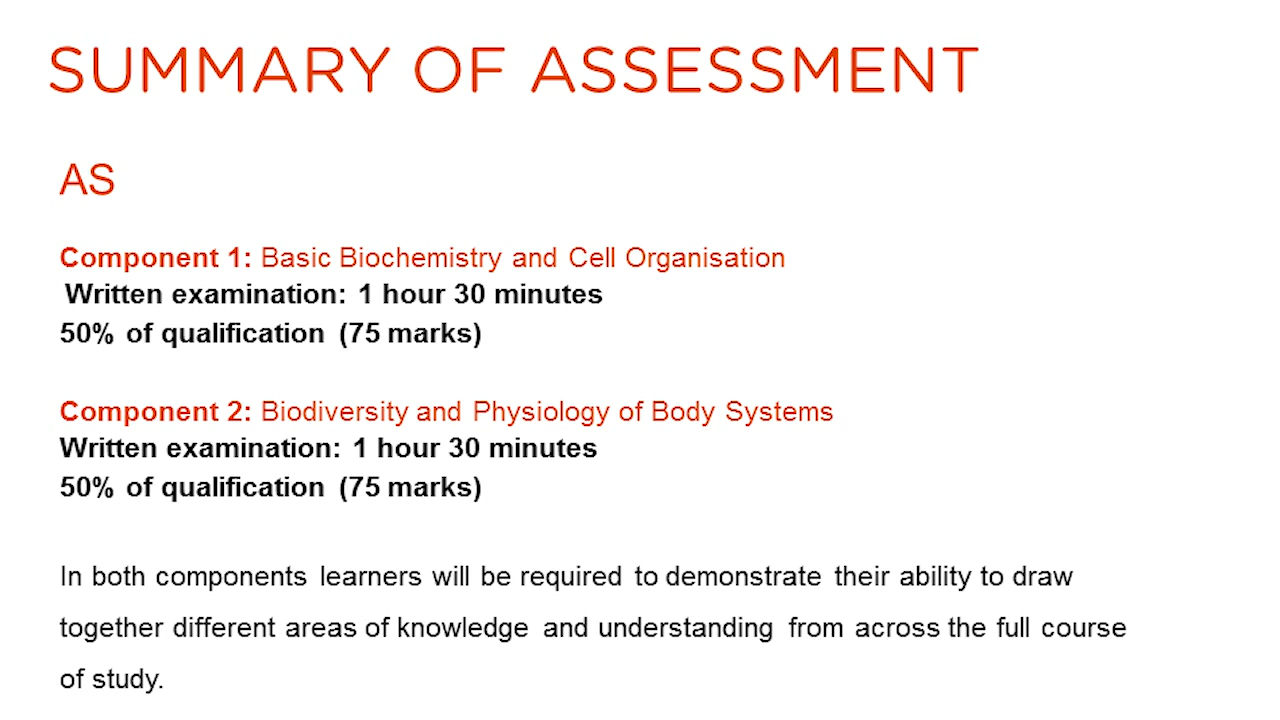 SUMMARY OF ASSESSMENT
AS
Component 1: Basic Biochemistry and Cell Organisation
Written examination: 1 hour 30 minutes
50% of qualification (75 marks)
Component 2: Biodiversity and Physiology of Body Systems
Written examination: 1 hour 30 minutes
50% of qualification (75 marks)
In both components learners will be required to demonstrate their ability to draw
together different areas of knowledge and understanding from across the full course
of study.